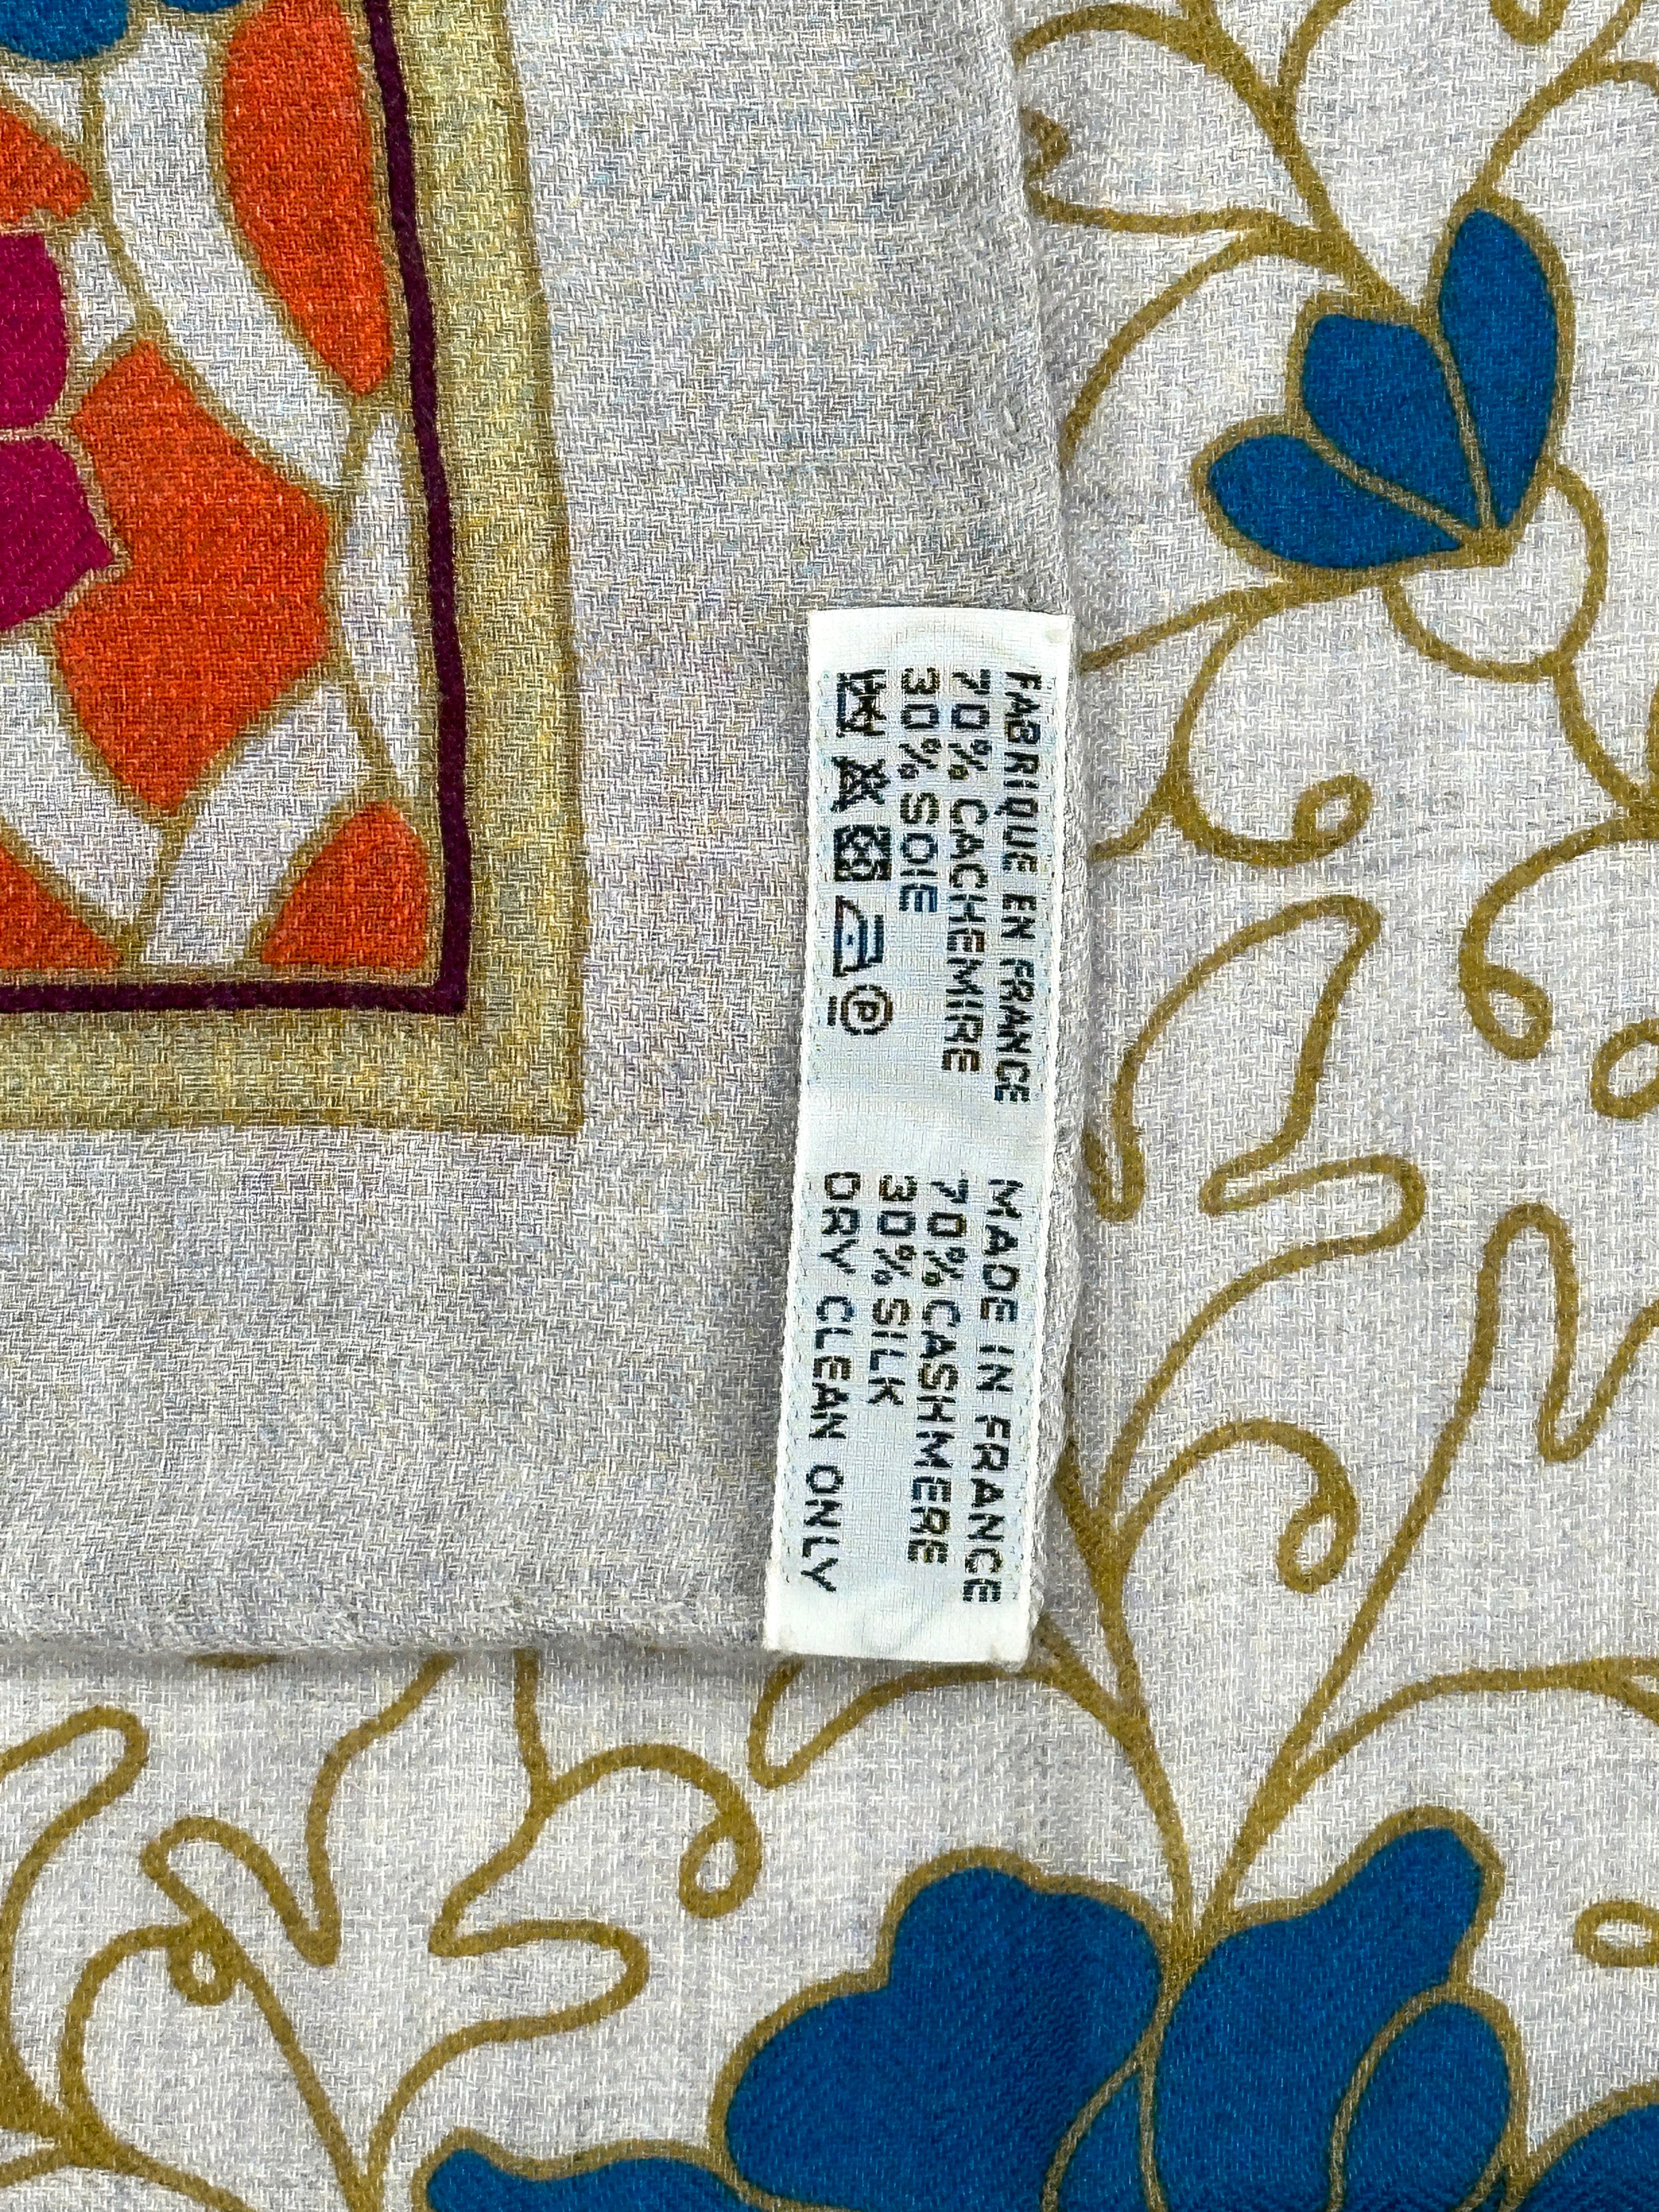 FABRIQUE EN FRANCE
70% CACHEMIRE
30% SOIE
MADE IN FRANCE
70% CASHMERE
30% SILK
DRY CLEAN ONLY